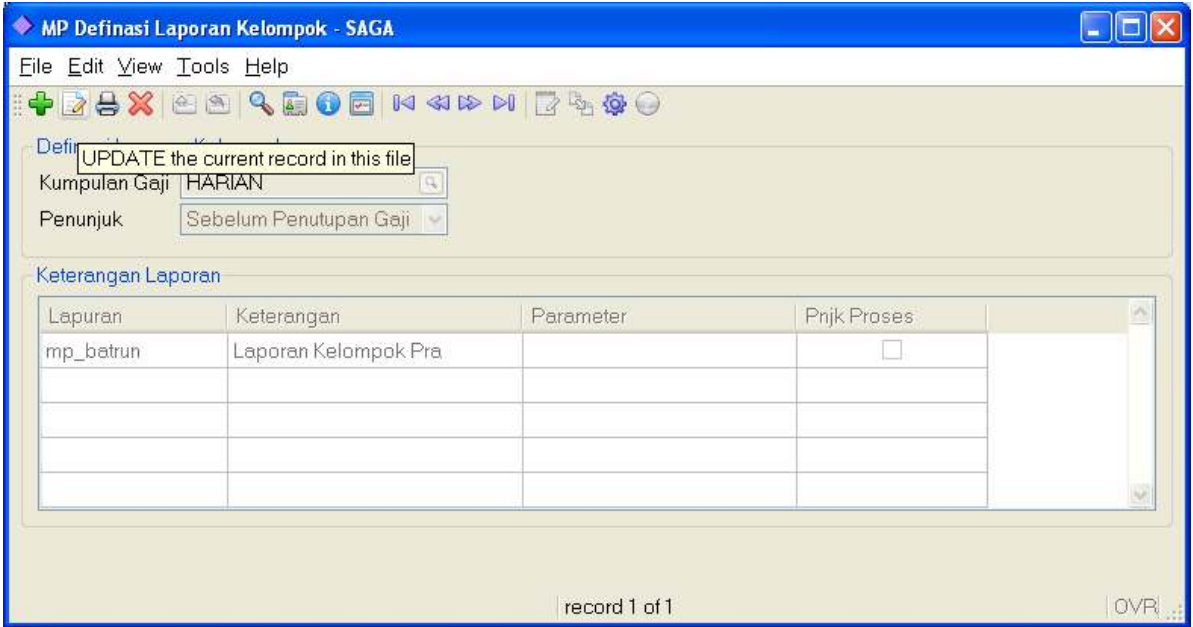 MP Definasi Laporan Kelompok - SAGA
File Edit View Tools Help
UPDATE the current record in this file
Kumpulan Gaji HARIAN
Penunjuk Sebelum Penutupan Gaji
Keterangan Laporan
Lapuran Keterangan Parameter Pnjk Proses
mp_batrun Laporan Kelompok Pra
record 1 of 1 OVR